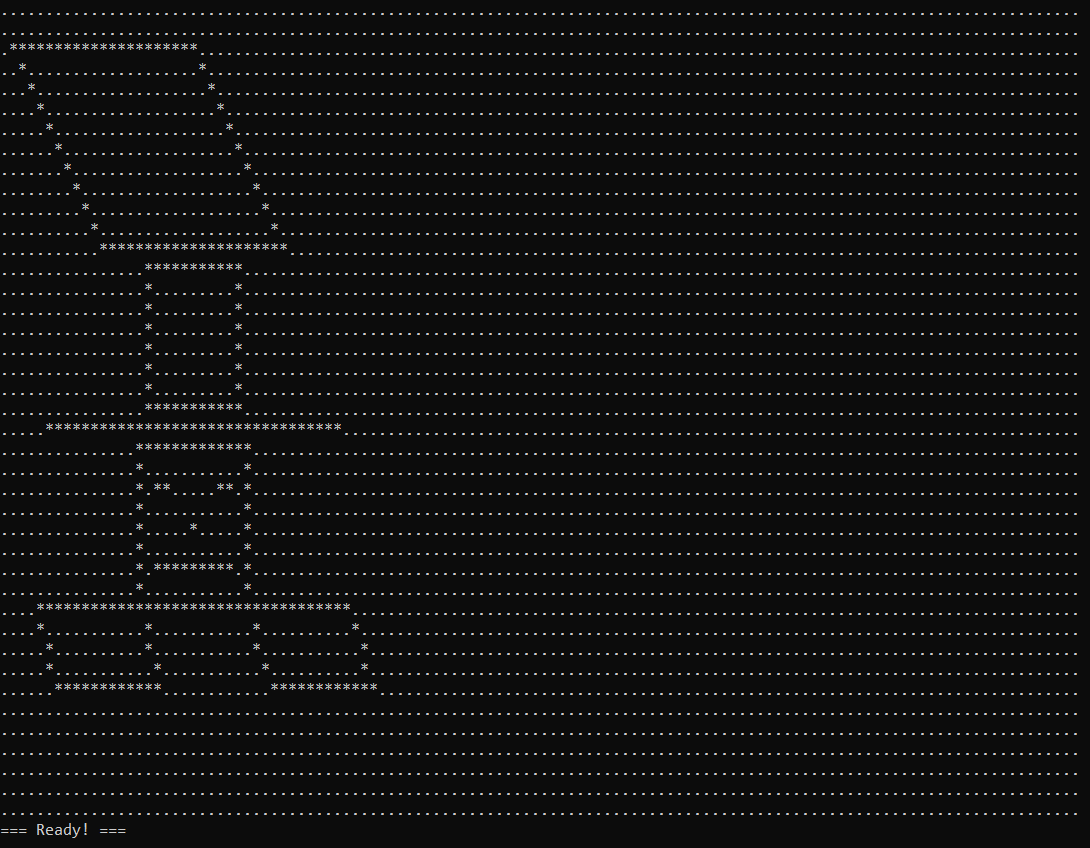 === Ready! ===